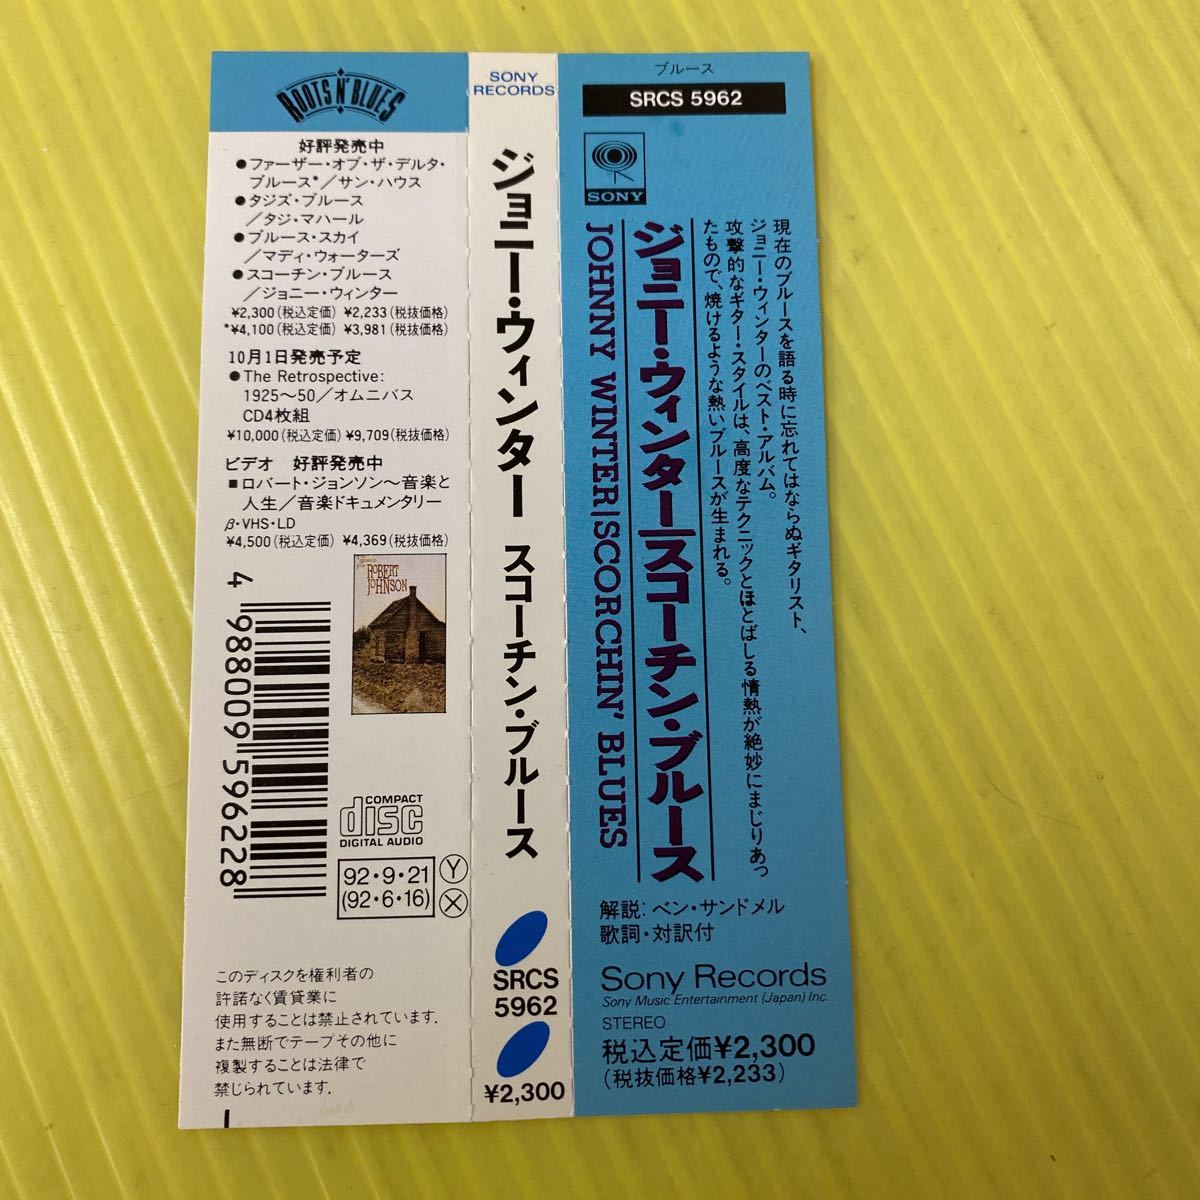 ROOTS N' BLUES
好評発売中
●ファーザー・オブ・ザ・デルタ・
ブルース*／サン・ハウス
●タジズ・ブルース
／タジ・マハール
●ブルース・スカイ
／マディ・ウォーターズ
●スコーチン・ブルース
／ジョニー・ウィンター
¥2,300(税込定価) ¥2,233(税抜価格)
*¥4,100(税込定価) ¥3,981(税抜価格)
10月1日発売予定
●The Retrospective:
1925〜50／オムニバス
CD4枚組
¥10,000(税込定価) ¥9,709(税抜価格)
ビデオ 好評発売中
■ロバート・ジョンソン〜音楽と
人生／音楽ドキュメンタリー
β・VHS・LD
¥4,500(税込定価) ¥4,369(税抜価格)
ROBERT
JOHNSON
4 988009 596228
COMPACT
disc
DIGITAL AUDIO
92・9・21
(92・6・16)
Y
X
このディスクを権利者の
許諾なく賃貸業に
使用することは禁止されています.
また無断でテープその他に
複製することは法律で
禁じられています.
SONY
RECORDS
ジョニー・ウィンター スコーチン・ブルース
SRCS
5962
¥2,300
ブルース
SRCS 5962
SONY
現在のブルースを語る時に忘れてはならぬギタリスト、
ジョニー・ウィンターのベスト・アルバム。
攻撃的なギター・スタイルは、高度なテクニックとほとばしる情熱が絶妙にまじりあっ
たもので、焼けるような熱いブルースが生まれる。
ジョニー・ウィンター|スコーチン・ブルース
JOHNNY WINTER|SCORCHIN' BLUES
解説:ベン・サンドメル
歌詞・対訳付
Sony Records
Sony Music Entertainment (Japan) Inc.
STEREO
税込定価¥2,300
(税抜価格¥2,233)